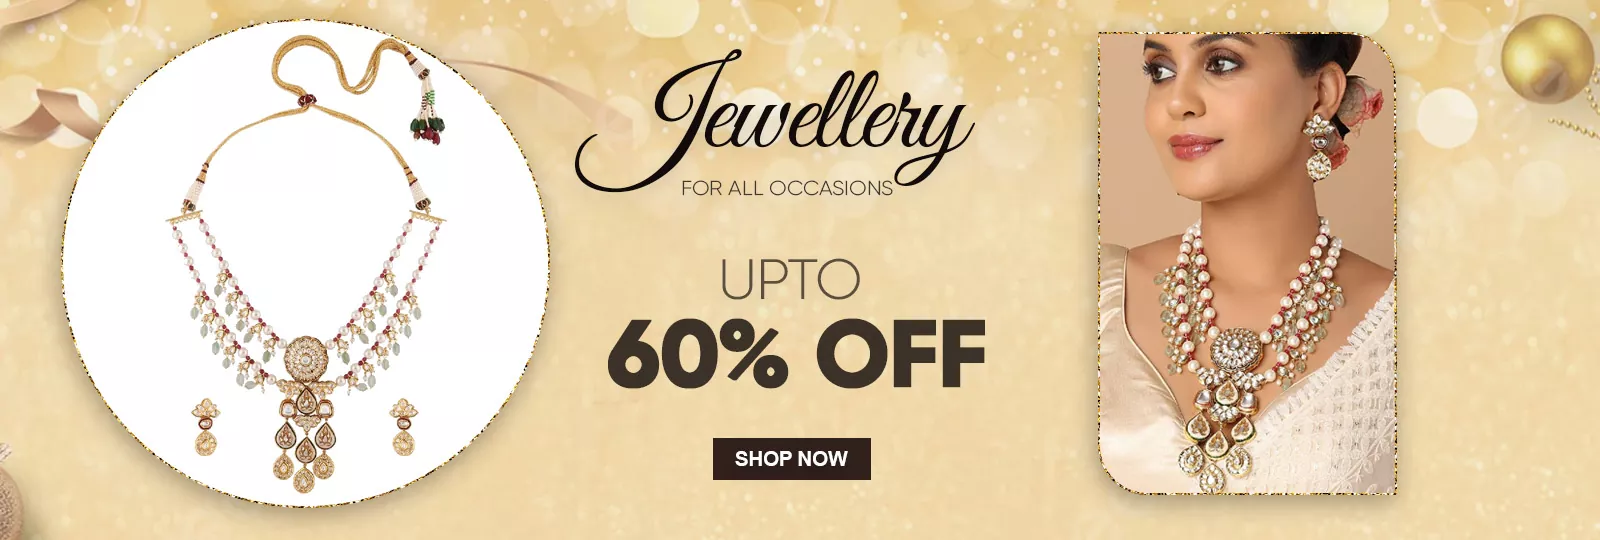 Jewellery
FOR ALL OCCASIONS
UPTO
60% OFF
SHOP NOW